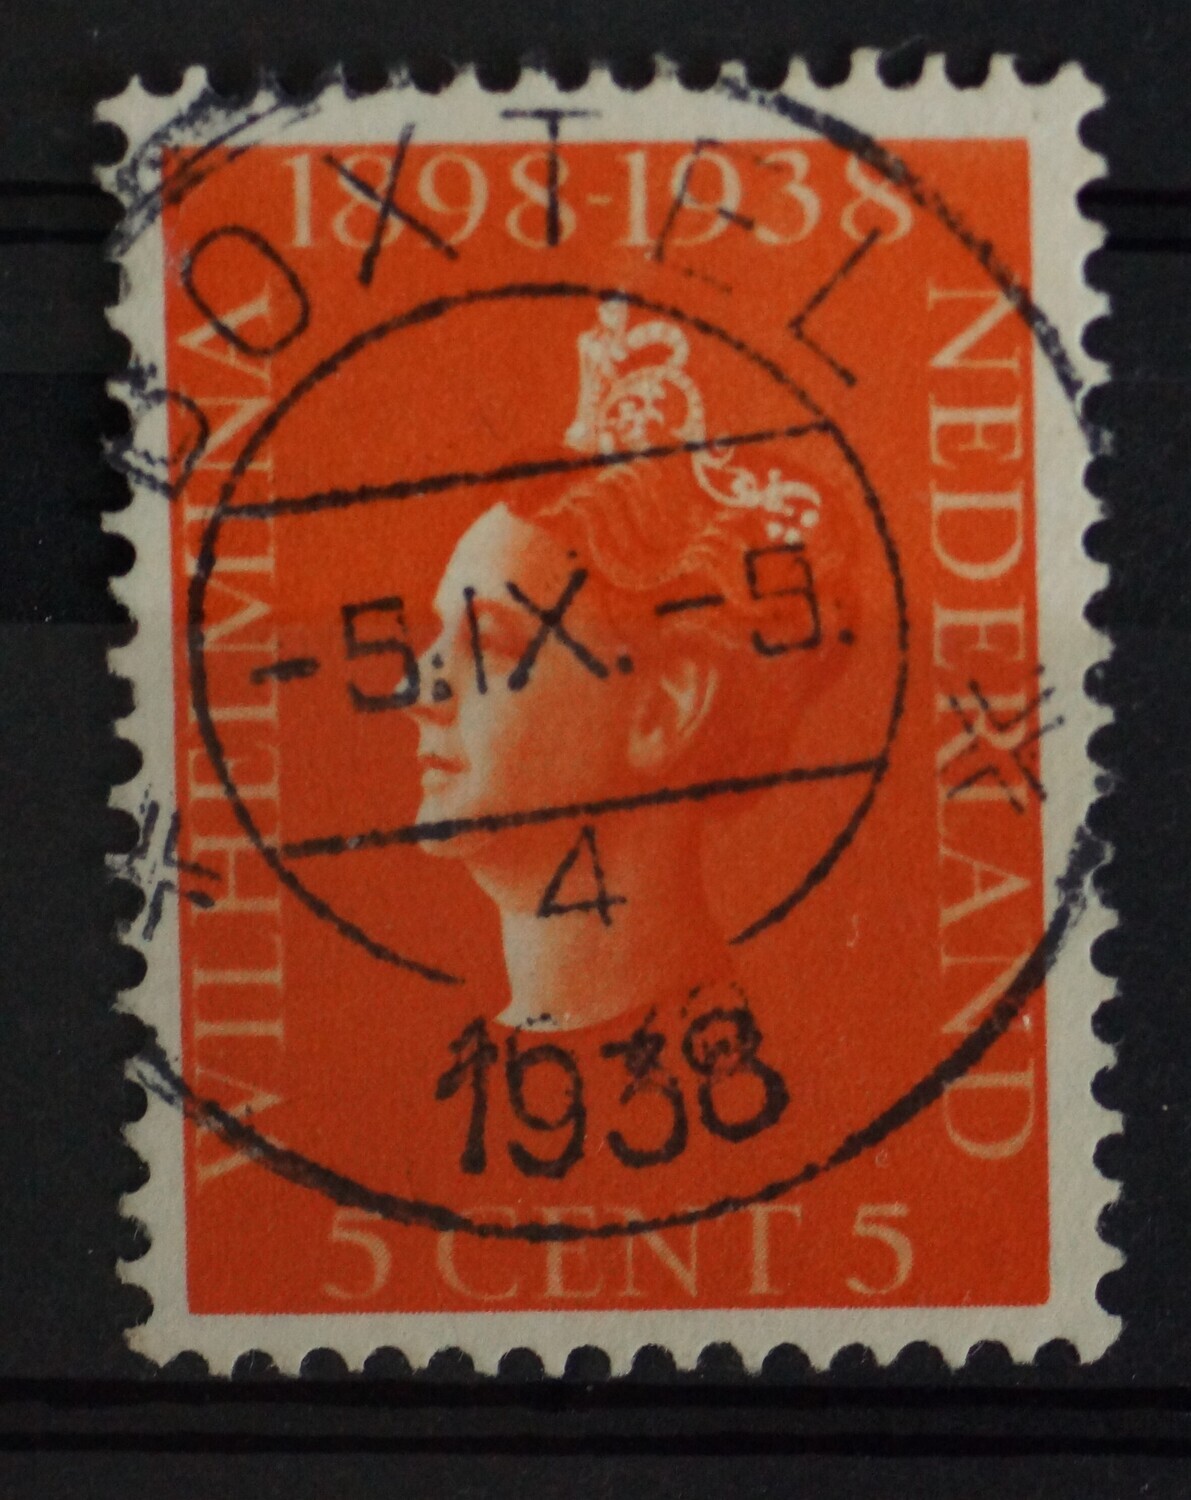 1898-1938
WILHELMINA
NEDERLAND
5 CENT 5
BOXTEL
-5.IX.-9.
4
1938